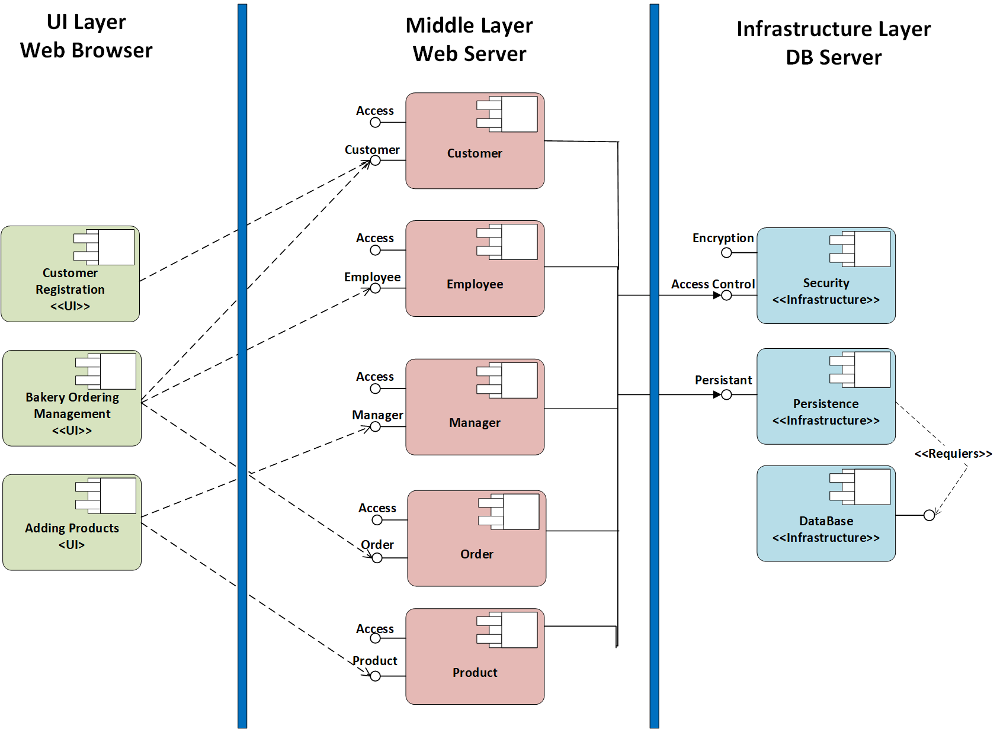 UI Layer
Web Browser
Middle Layer
Web Server
Infrastructure Layer
DB Server
Customer
Registration
<<UI>>
Bakery Ordering
Management
<<UI>>
Adding Products
<UI>
Access
Customer
Customer
Access
Employee
Employee
Access
Manager
Manager
Access
Order
Order
Access
Product
Product
Encryption
Access Control
Security
<<Infrastructure>>
Persistant
Persistence
<<Infrastructure>>
<<Requiers>>
DataBase
<<Infrastructure>>